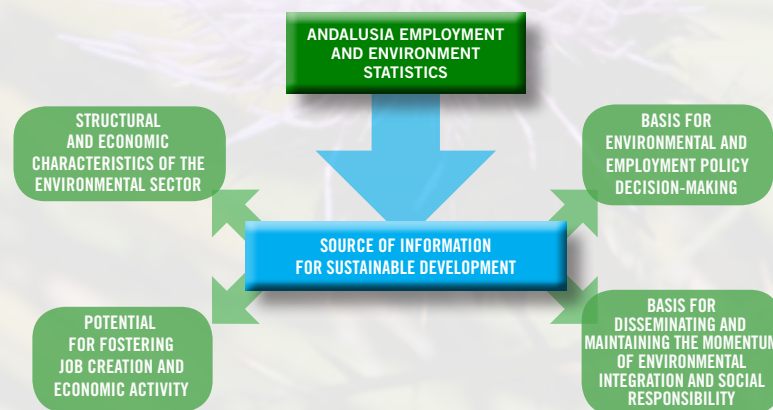 ANDALUSIA EMPLOYMENT
AND ENVIRONMENT
STATISTICS
STRUCTURAL
AND ECONOMIC
CHARACTERISTICS OF THE
ENVIRONMENTAL SECTOR
BASIS FOR
ENVIRONMENTAL AND
EMPLOYMENT POLICY
DECISION-MAKING
SOURCE OF INFORMATION
FOR SUSTAINABLE DEVELOPMENT
POTENTIAL
FOR FOSTERING
JOB CREATION AND
ECONOMIC ACTIVITY
BASIS FOR
DISSEMINATING AND
MAINTAINING THE MOMENTUM
OF ENVIRONMENTAL
INTEGRATION AND SOCIAL
RESPONSIBILITY